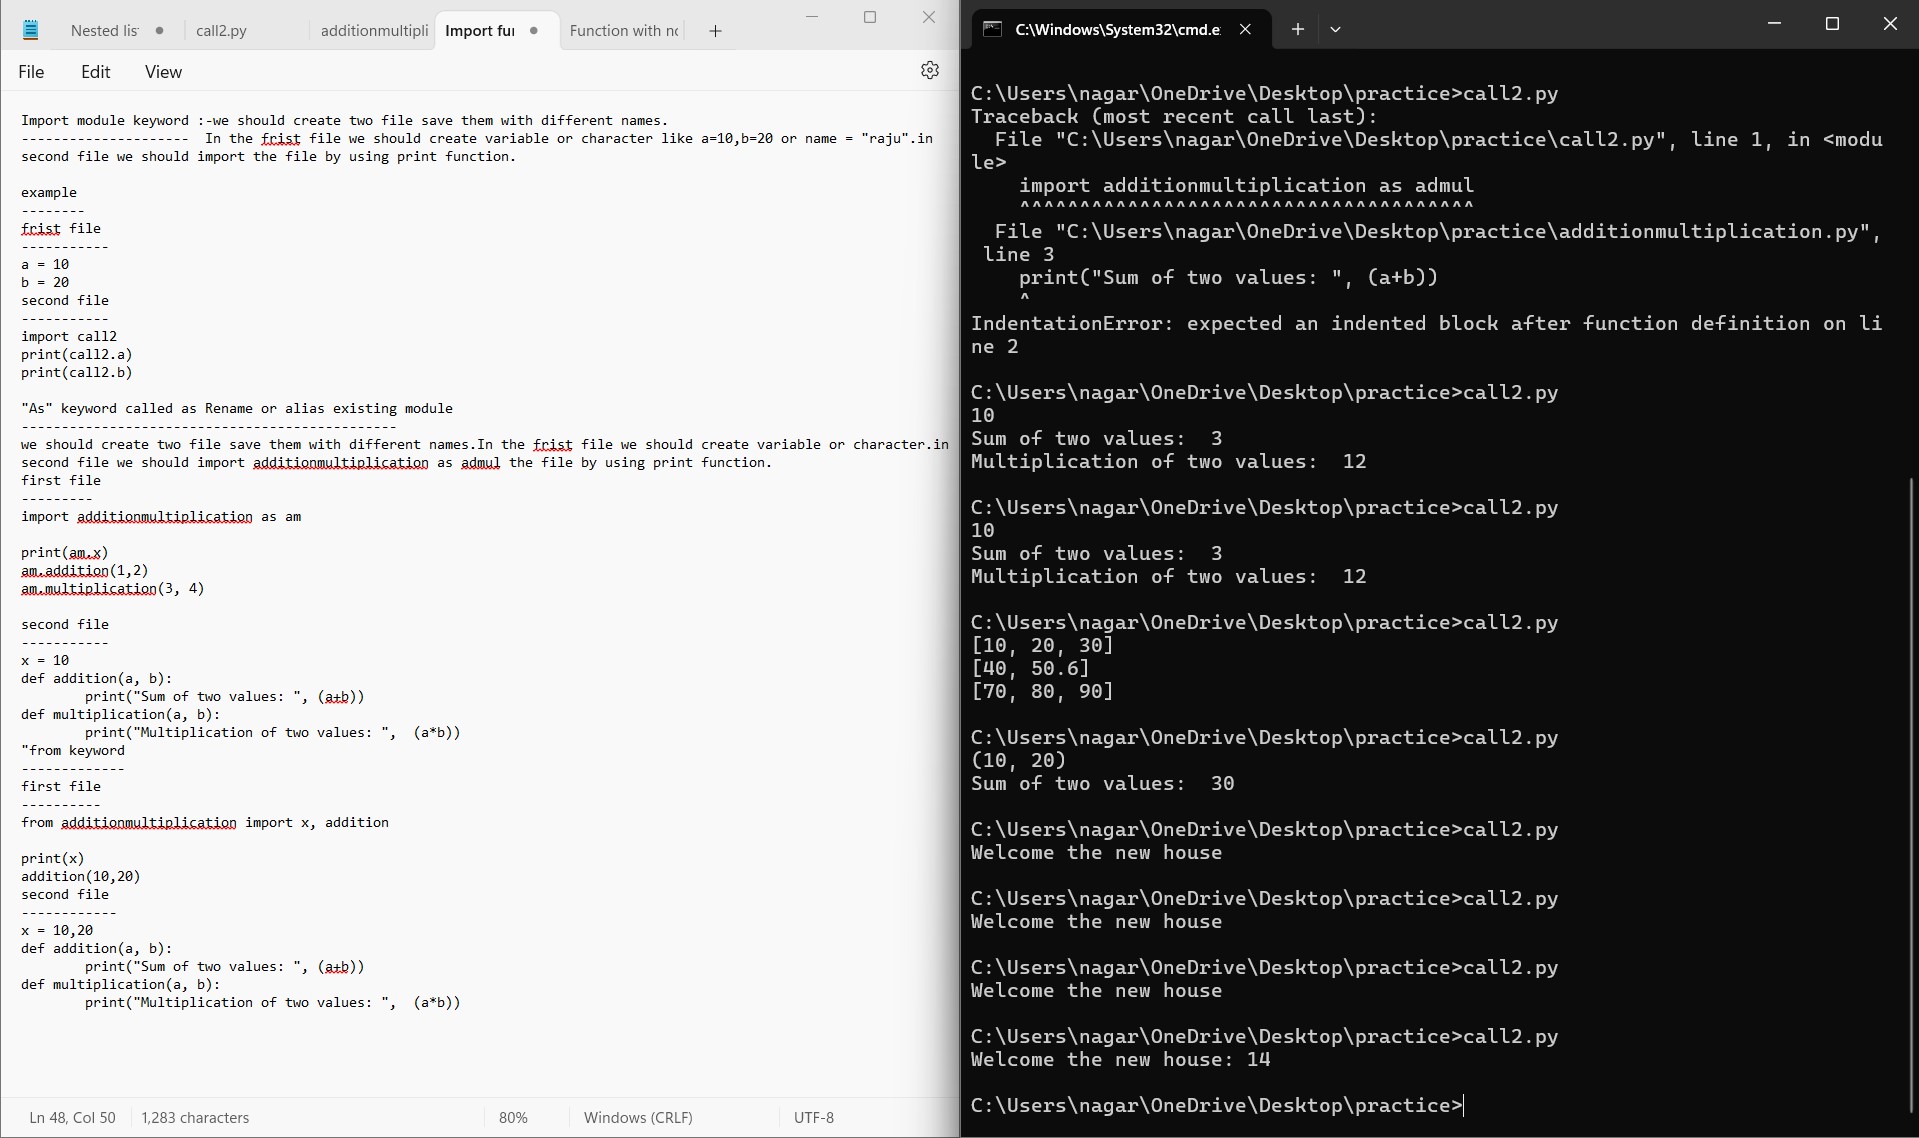 Nested lis
call2.py
additionmultipli
Import fun
Function with no
File Edit View
Import module keyword :-we should create two file save them with different names.
--------------------- In the frist file we should create variable or character like a=10,b=20 or name = "raju".in
second file we should import the file by using print function.
example
--------
frist file
-----------
a = 10
b = 20
second file
-----------
import call2
print(call2.a)
print(call2.b)
"As" keyword called as Rename or alias existing module
-----------------------------------------------
we should create two file save them with different names.In the frist file we should create variable or character.in
second file we should import additionmultiplication as admul the file by using print function.
first file
---------
import additionmultiplication as am
print(am.x)
am.addition(1,2)
am.multiplication(3, 4)
second file
-----------
x = 10
def addition(a, b):
        print("Sum of two values: ", (a+b))
def multiplication(a, b):
        print("Multiplication of two values: ",  (a*b))
"from keyword
-------------
first file
----------
from additionmultiplication import x, addition
print(x)
addition(10,20)
second file
------------
x = 10,20
def addition(a, b):
        print("Sum of two values: ", (a+b))
def multiplication(a, b):
        print("Multiplication of two values: ",  (a*b))
Ln 48, Col 50 1,283 characters 80% Windows (CRLF) UTF-8
C:\Windows\System32\cmd.e
C:\Users\nagar\OneDrive\Desktop\practice>call2.py
Traceback (most recent call last):
  File "C:\Users\nagar\OneDrive\Desktop\practice\call2.py", line 1, in <modu
le>
    import additionmultiplication as admul
    ^^^^^^^^^^^^^^^^^^^^^^^^^^^^^^^^^^^^^^
  File "C:\Users\nagar\OneDrive\Desktop\practice\additionmultiplication.py",
 line 3
    print("Sum of two values: ", (a+b))
    ^
IndentationError: expected an indented block after function definition on li
ne 2
C:\Users\nagar\OneDrive\Desktop\practice>call2.py
10
Sum of two values:  3
Multiplication of two values:  12
C:\Users\nagar\OneDrive\Desktop\practice>call2.py
10
Sum of two values:  3
Multiplication of two values:  12
C:\Users\nagar\OneDrive\Desktop\practice>call2.py
[10, 20, 30]
[40, 50.6]
[70, 80, 90]
C:\Users\nagar\OneDrive\Desktop\practice>call2.py
(10, 20)
Sum of two values:  30
C:\Users\nagar\OneDrive\Desktop\practice>call2.py
Welcome the new house
C:\Users\nagar\OneDrive\Desktop\practice>call2.py
Welcome the new house
C:\Users\nagar\OneDrive\Desktop\practice>call2.py
Welcome the new house
C:\Users\nagar\OneDrive\Desktop\practice>call2.py
Welcome the new house: 14
C:\Users\nagar\OneDrive\Desktop\practice>